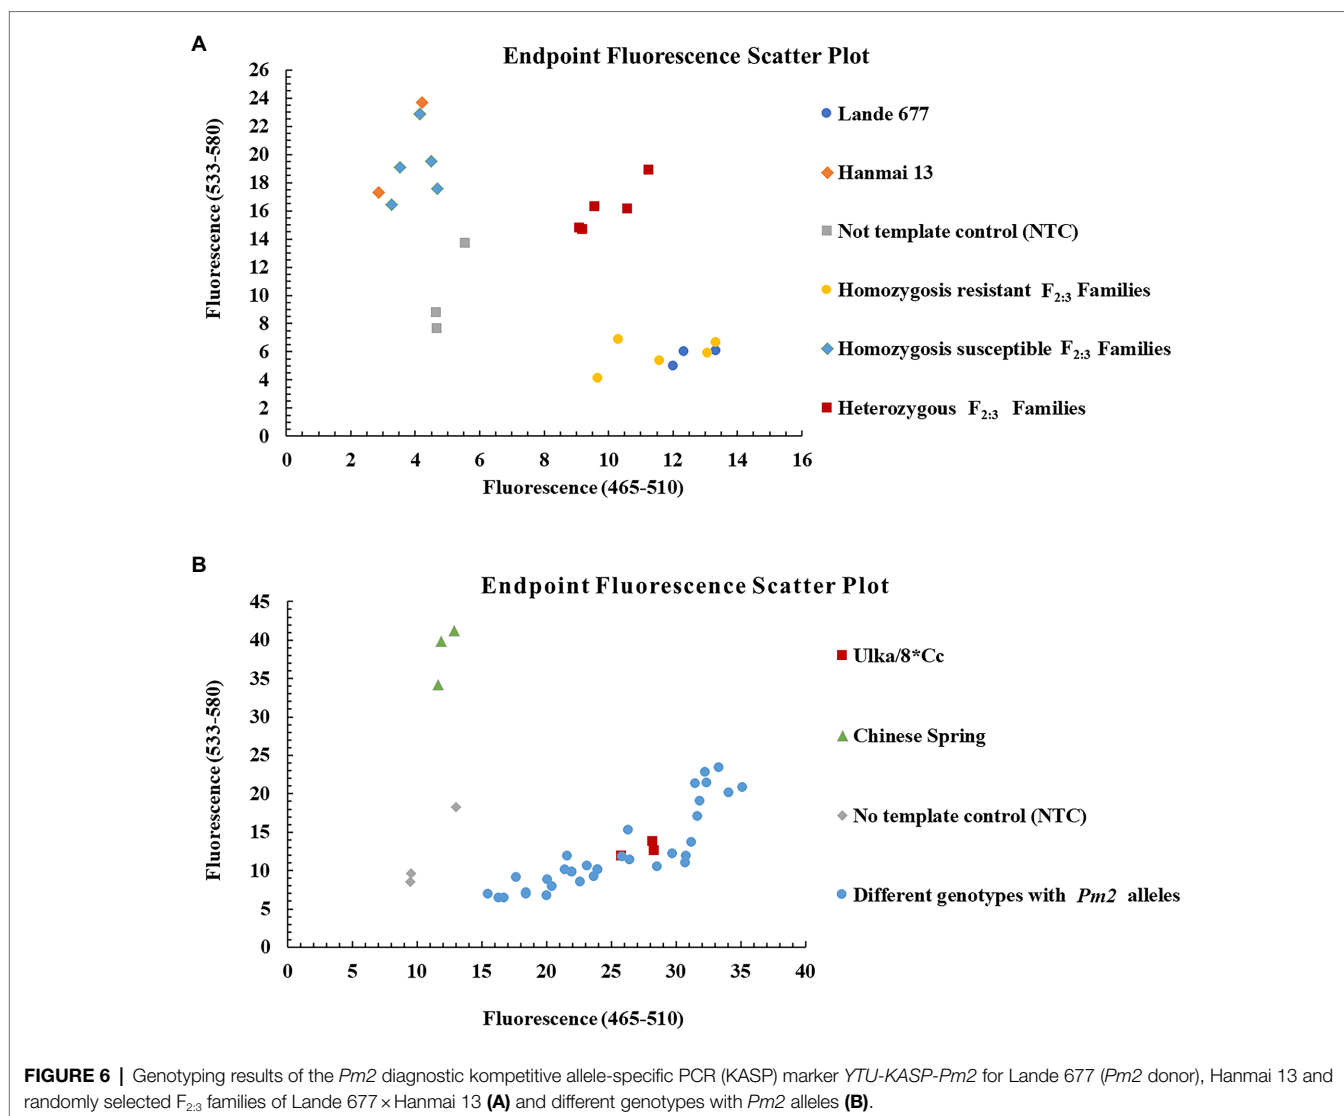 A
Endpoint Fluorescence Scatter Plot
Fluorescence (533-580)
26
24
22
20
18
16
14
12
10
8
6
4
2
0
0 2 4 6 8 10 12 14 16
Fluorescence (465-510)
Lande 677
Hanmai 13
Not template control (NTC)
Homozygosis resistant F2:3 Families
Homozygosis susceptible F2:3 Families
Heterozygous F2:3 Families
B
Endpoint Fluorescence Scatter Plot
Fluorescence (533-580)
45
40
35
30
25
20
15
10
5
0
0 5 10 15 20 25 30 35 40
Fluorescence (465-510)
Ulka/8*Cc
Chinese Spring
No template control (NTC)
Different genotypes with Pm2 alleles
FIGURE 6 | Genotyping results of the Pm2 diagnostic kompetitive allele-specific PCR (KASP) marker YTU-KASP-Pm2 for Lande 677 (Pm2 donor), Hanmai 13 and
randomly selected F2:3 families of Lande 677 × Hanmai 13 (A) and different genotypes with Pm2 alleles (B).